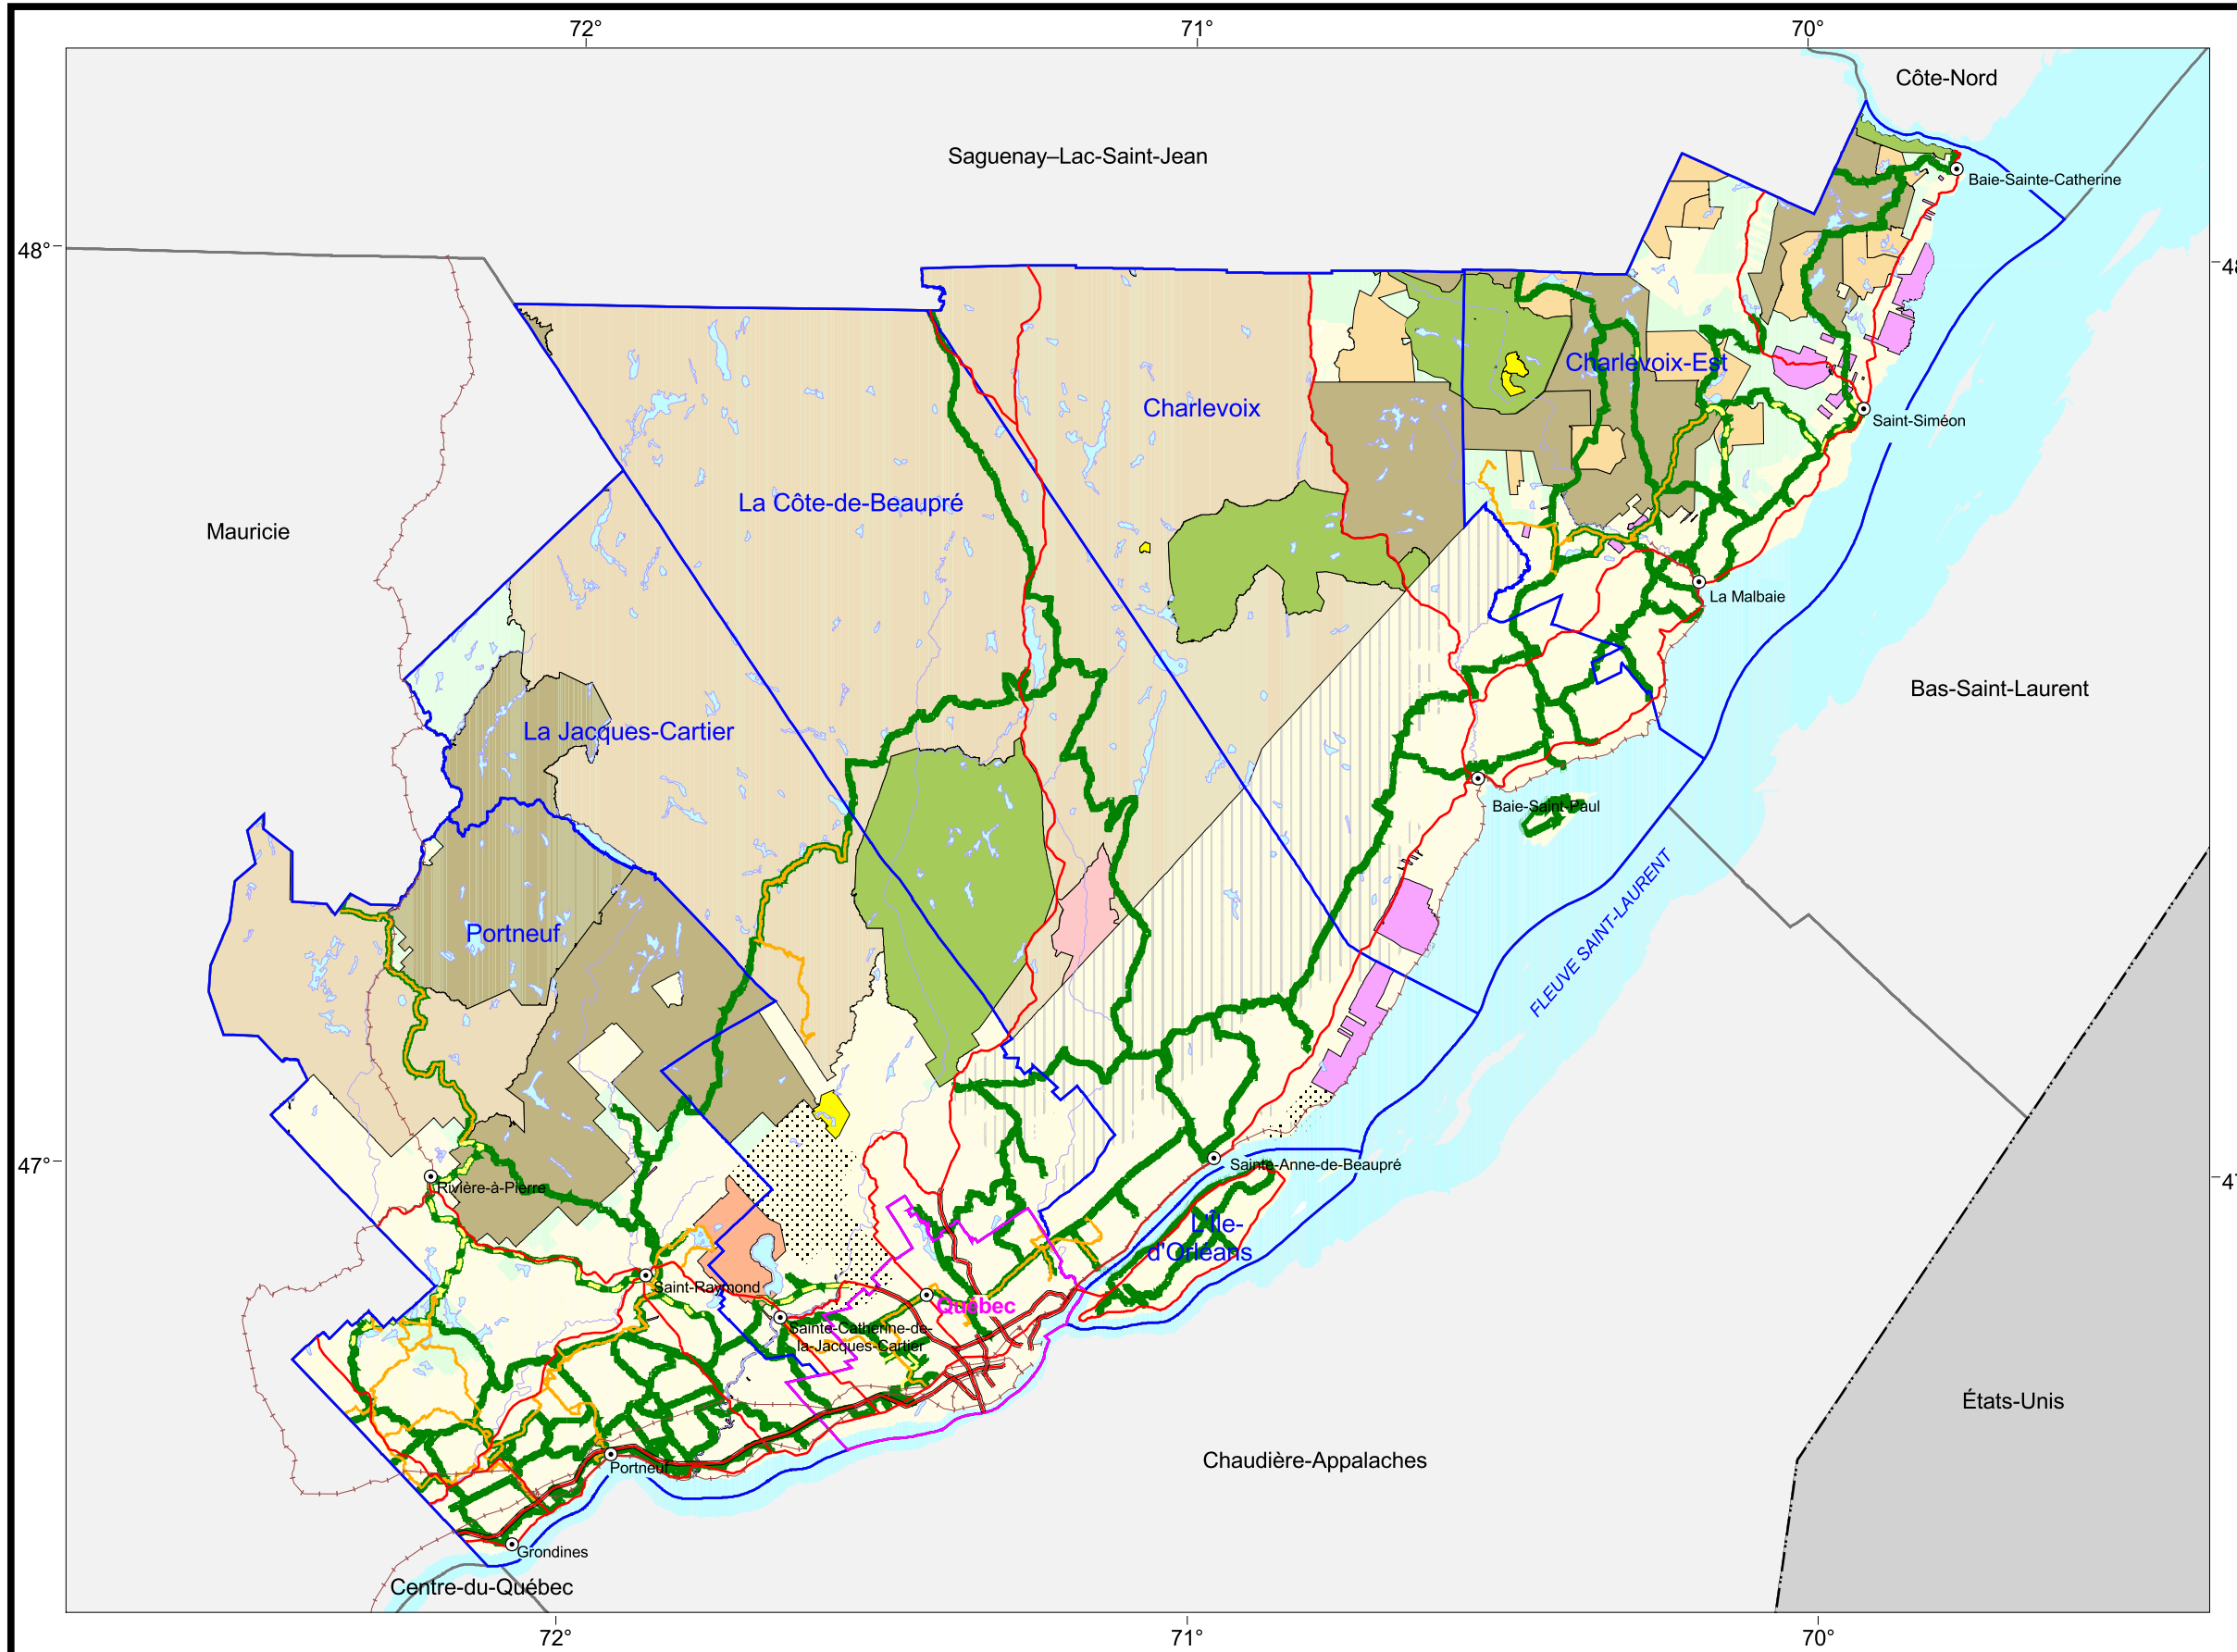 72°
71°
70°
Côte-Nord
Saguenay–Lac-Saint-Jean
Baie-Sainte-Catherine
48°
48
Charlevoix-Est
Charlevoix
Saint-Siméon
La Côte-de-Beaupré
Mauricie
La Malbaie
Bas-Saint-Laurent
La Jacques-Cartier
Baie-Saint-Paul
FLEUVE SAINT-LAURENT
Portneuf
47°
Sainte-Anne-de-Beaupré
47
Rivière-à-Pierre
L'Île-
d'Orléans
Saint-Raymond
Québec
Sainte-Catherine-de-
la-Jacques-Cartier
États-Unis
Chaudière-Appalaches
Portneuf
Grondines
Centre-du-Québec
72°
71°
70°